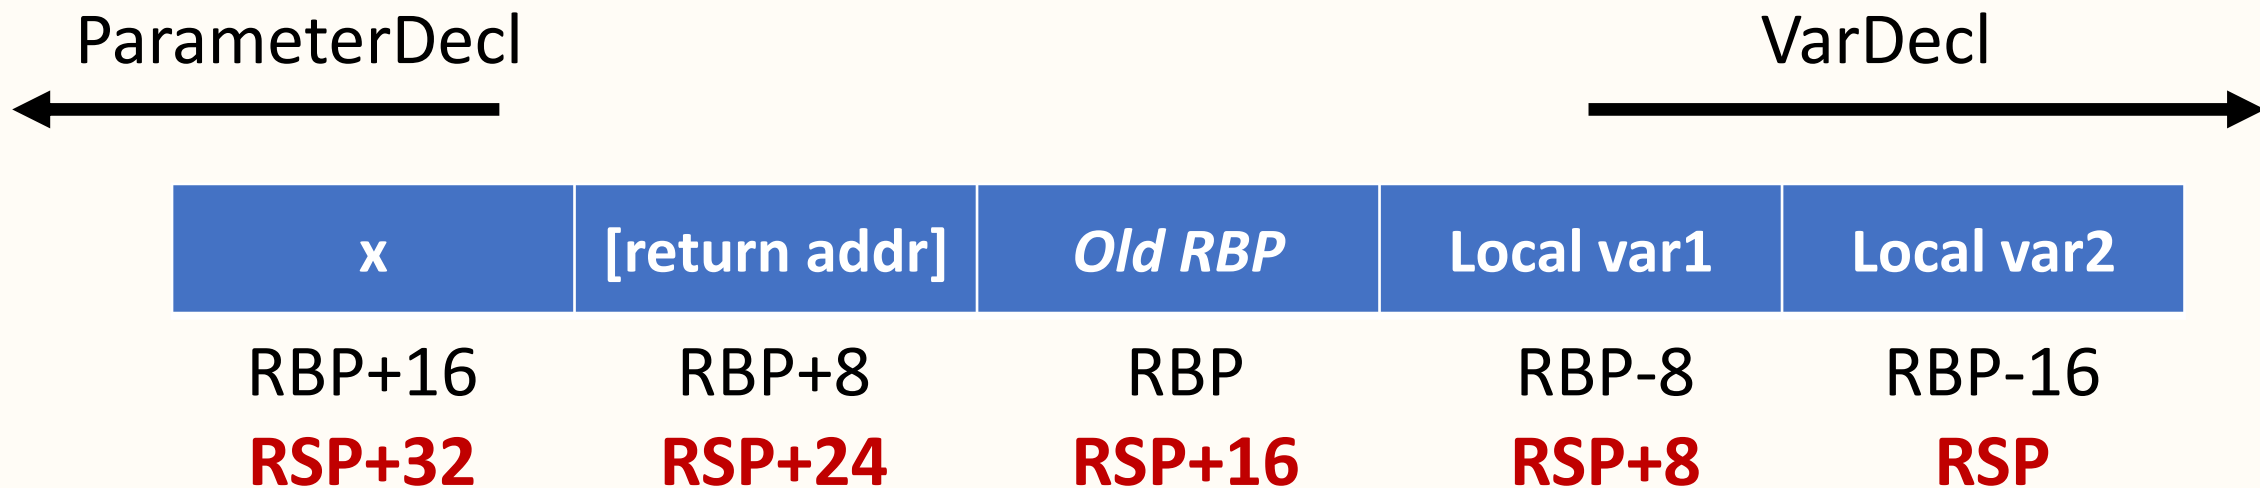 ParameterDecl VarDecl
x [return addr] Old RBP Local var1 Local var2
RBP+16 RBP+8 RBP RBP-8 RBP-16
RSP+32 RSP+24 RSP+16 RSP+8 RSP